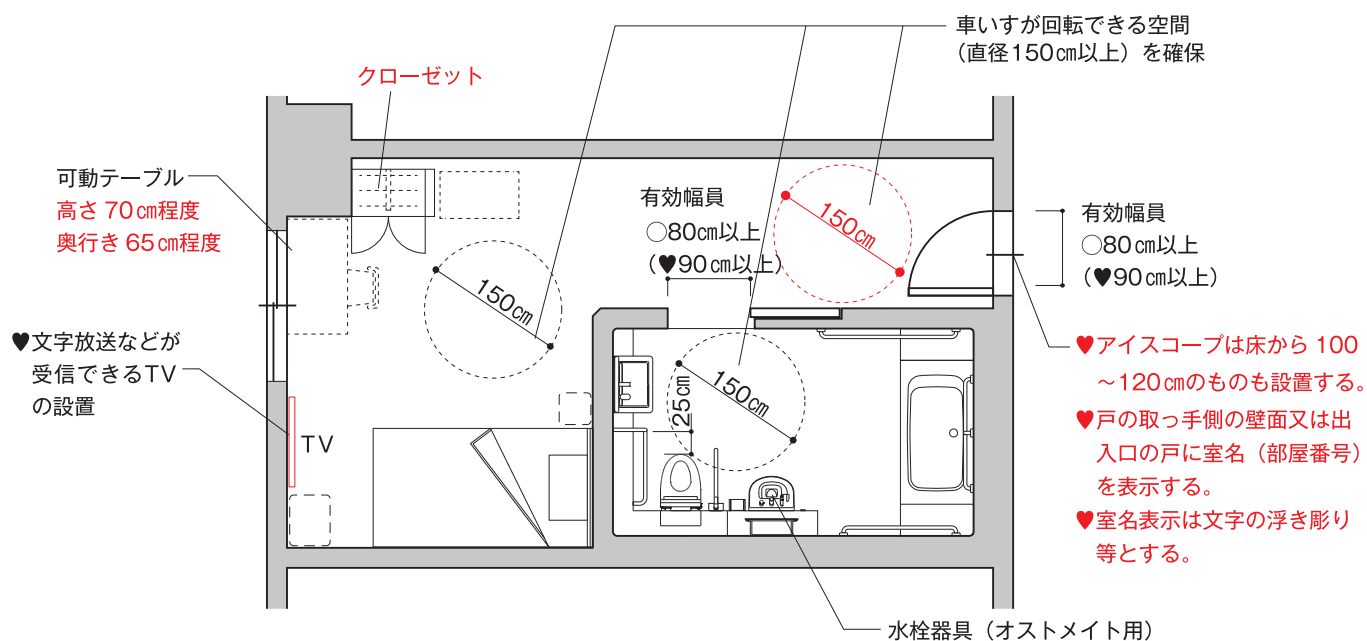 車いすが回転できる空間
（直径150㎝以上）を確保
クローゼット
可動テーブル
高さ 70㎝程度
奥行き 65㎝程度
有効幅員
○80㎝以上
（♥90㎝以上）
150㎝
有効幅員
○80㎝以上
（♥90㎝以上）
150㎝
♥文字放送などが
受信できるTV
の設置
150㎝
25㎝
TV
♥アイスコープは床から 100
～120㎝のものも設置する。
♥戸の取っ手側の壁面又は出
入口の戸に室名（部屋番号）
を表示する。
♥室名表示は文字の浮き彫り
等とする。
水栓器具（オストメイト用）